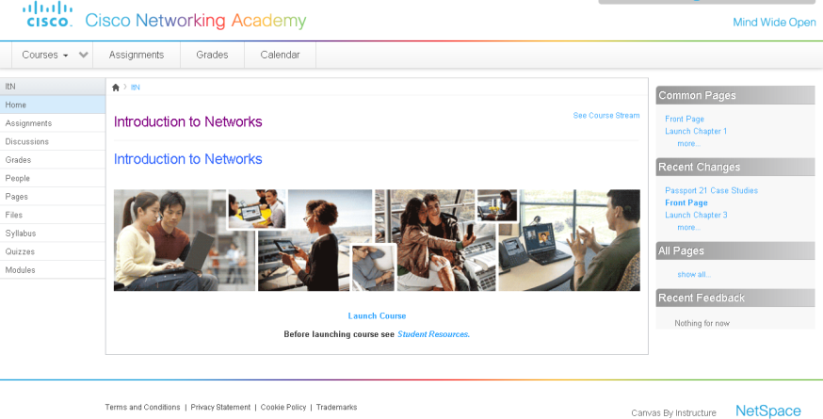 CISCO. Cisco Networking Academy
Mind Wide Open
Courses Assignments Grades Calendar
ItN
Home
Assignments
Discussions
Grades
People
Pages
Files
Syllabus
Quizzes
Modules
> ItN
Introduction to Networks
See Course Stream
Introduction to Networks
Launch Course
Before launching course see Student Resources.
Common Pages
Front Page
Launch Chapter 1
more...
Recent Changes
Passport 21 Case Studies
Front Page
Launch Chapter 3
more...
All Pages
show all...
Recent Feedback
Nothing for now
Terms and Conditions | Privacy Statement | Cookie Policy | Trademarks
Canvas By Instructure NetSpace